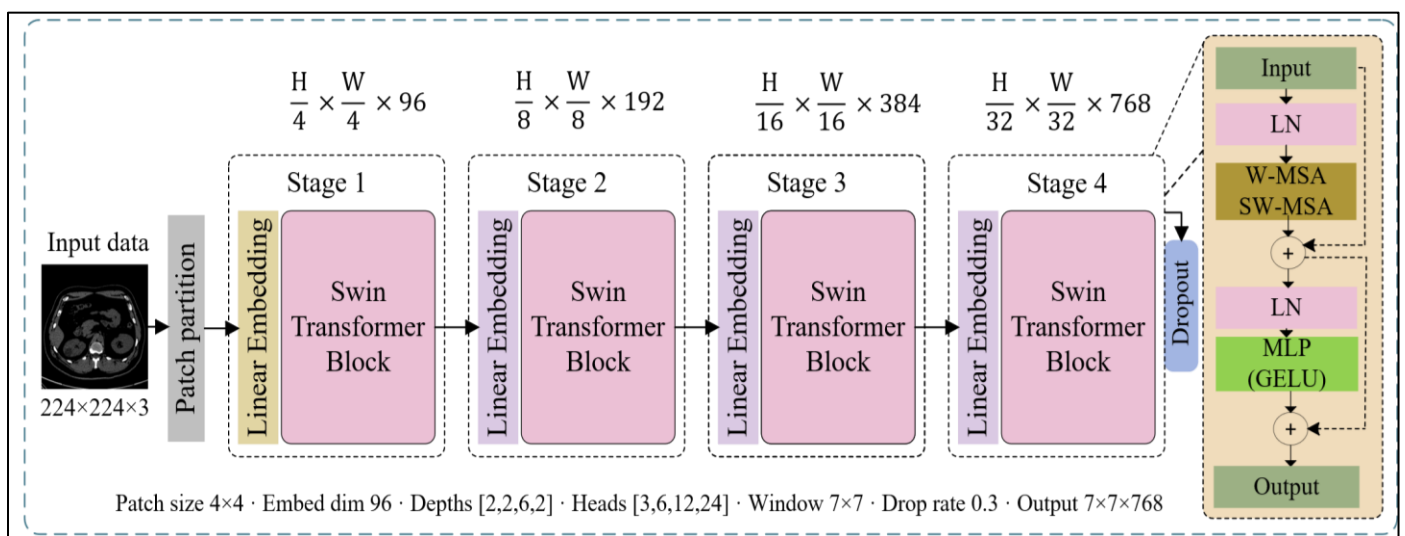 H/4 × W/4 × 96
H/8 × W/8 × 192
H/16 × W/16 × 384
H/32 × W/32 × 768
Input data
224×224×3
Patch partition
Stage 1
Linear Embedding
Swin
Transformer
Block
Stage 2
Linear Embedding
Swin
Transformer
Block
Stage 3
Linear Embedding
Swin
Transformer
Block
Stage 4
Linear Embedding
Swin
Transformer
Block
Dropout
Input
LN
W-MSA
SW-MSA
+
LN
MLP
(GELU)
+
Output
Patch size 4×4 · Embed dim 96 · Depths [2,2,6,2] · Heads [3,6,12,24] · Window 7×7 · Drop rate 0.3 · Output 7×7×768